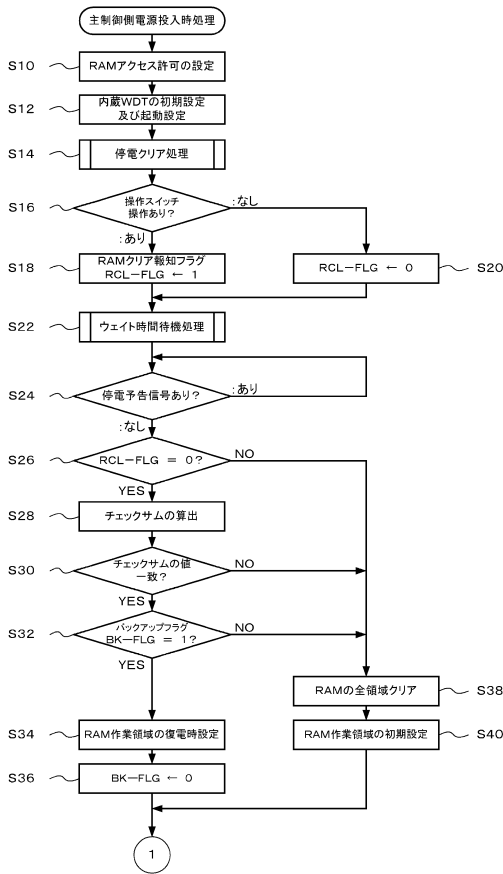 主制御側電源投入時処理
S10
RAMアクセス許可の設定
S12
内蔵WDTの初期設定
及び起動設定
S14
停電クリア処理
S16
操作スイッチ
操作あり?
:なし
:あり
S18
RAMクリア報知フラグ
RCL-FLG ← 1
RCL-FLG ← 0
S20
S22
ウェイト時間待機処理
S24
停電予告信号あり?
:あり
:なし
S26
RCL-FLG = 0?
NO
YES
S28
チェックサムの算出
S30
チェックサムの値
一致?
NO
YES
S32
バックアップフラグ
BK-FLG = 1?
NO
YES
RAMの全領域クリア
S38
S34
RAM作業領域の復電時設定
RAM作業領域の初期設定
S40
S36
BK-FLG ← 0
1